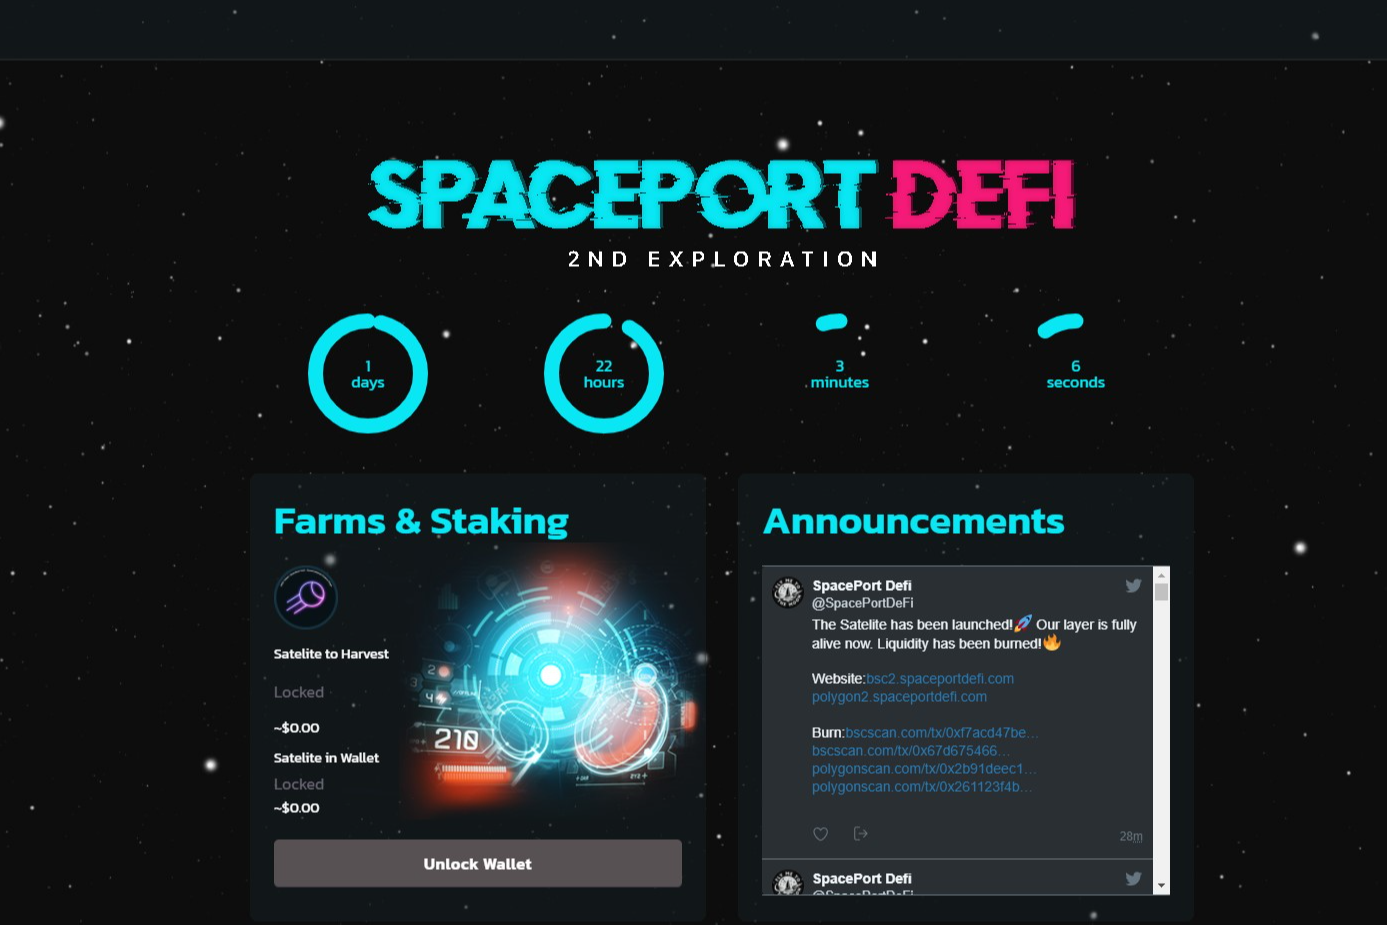 SPACEPORT DEFI
2ND EXPLORATION
1
days
22
hours
3
minutes
6
seconds
Farms & Staking
Satelite to Harvest
Locked
~$0.00
Satelite in Wallet
Locked
~$0.00
210
Unlock Wallet
Announcements
SpacePort Defi
@SpacePortDeFi
The Satelite has been launched!🚀 Our layer is fully
alive now. Liquidity has been burned!🔥
Website:bsc2.spaceportdefi.com
polygon2.spaceportdefi.com
Burn:bscscan.com/tx/0xf7acd47be…
bscscan.com/tx/0x67d675466…
polygonscan.com/tx/0x2b91deec1…
polygonscan.com/tx/0x261123f4b…
28m
SpacePort Defi
@SpacePortDeFi